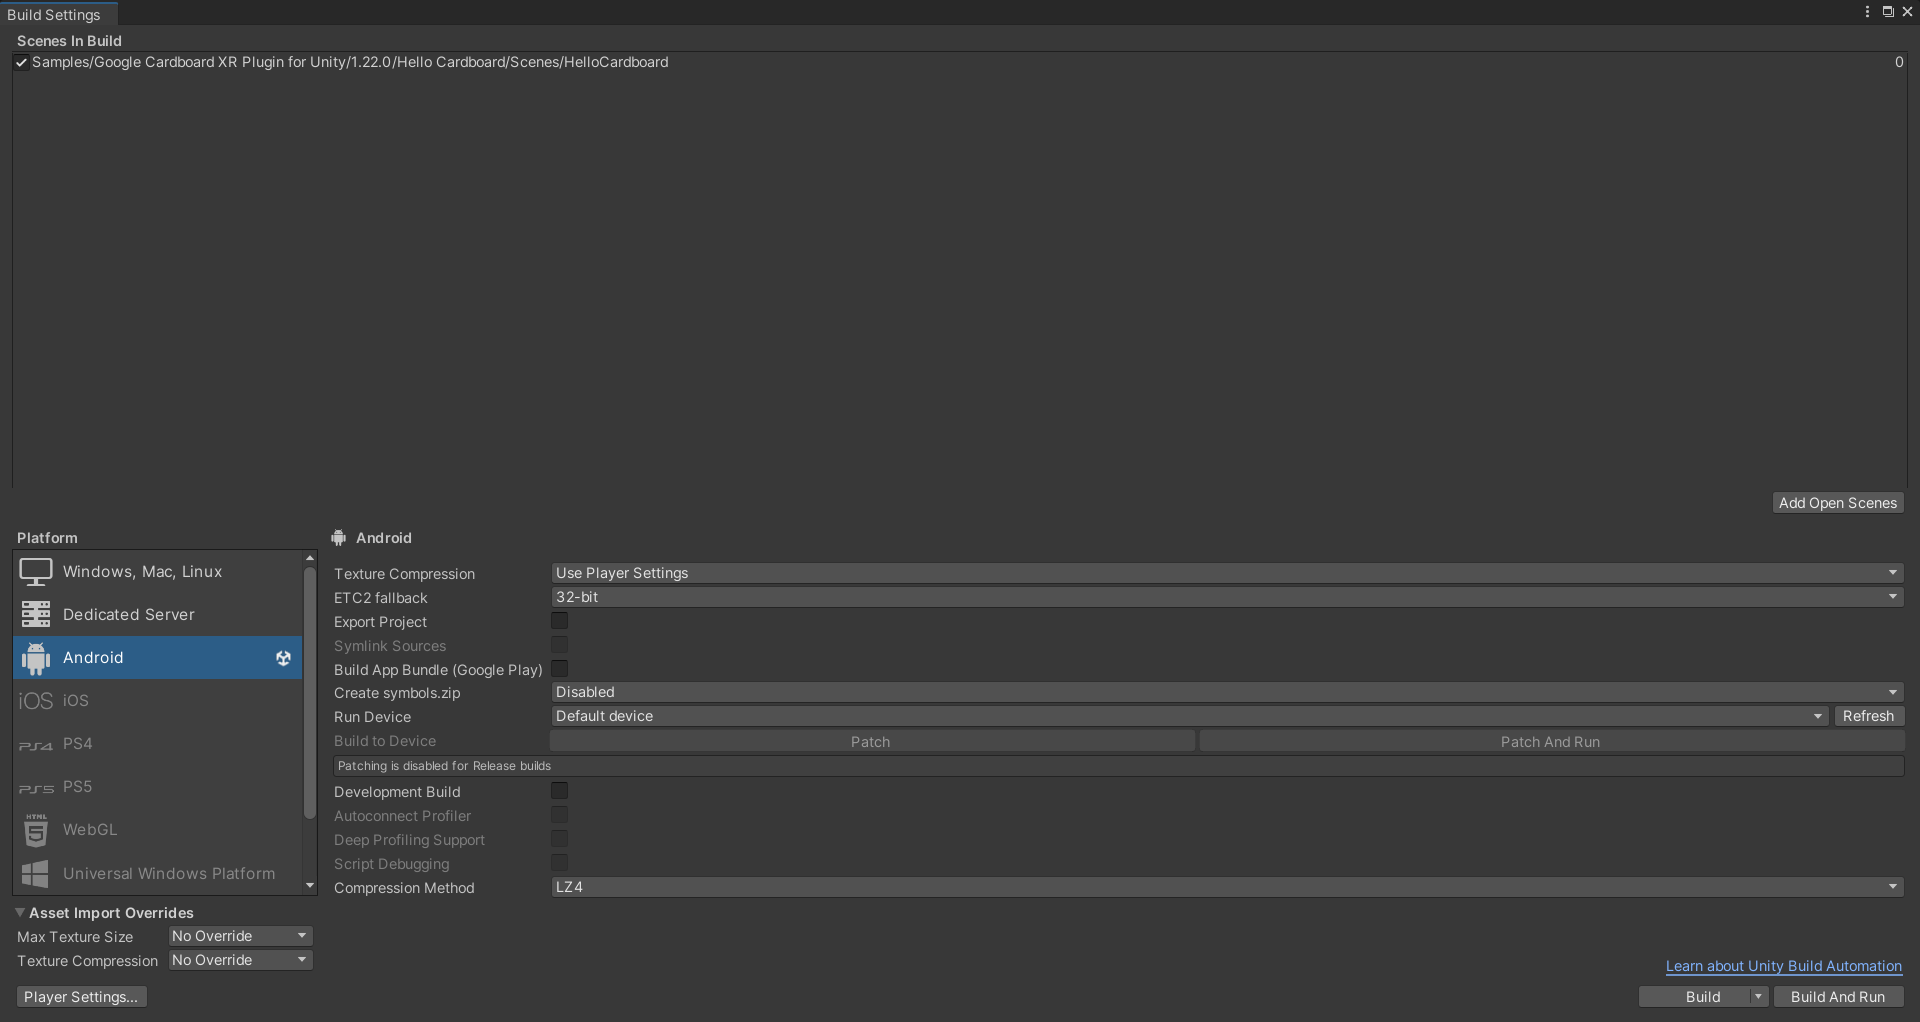 Build Settings
Scenes In Build
Samples/Google Cardboard XR Plugin for Unity/1.22.0/Hello Cardboard/Scenes/HelloCardboard 0
Add Open Scenes
Platform
Windows, Mac, Linux
Dedicated Server
Android
iOS iOS
PS4 PS4
PS5 PS5
HTML 5 WebGL
Universal Windows Platform
Android
Texture Compression Use Player Settings
ETC2 fallback 32-bit
Export Project
Symlink Sources
Build App Bundle (Google Play)
Create symbols.zip Disabled
Run Device Default device Refresh
Build to Device Patch Patch And Run
Patching is disabled for Release builds
Development Build
Autoconnect Profiler
Deep Profiling Support
Script Debugging
Compression Method LZ4
Asset Import Overrides
Max Texture Size No Override
Texture Compression No Override
Learn about Unity Build Automation
Player Settings... Build Build And Run